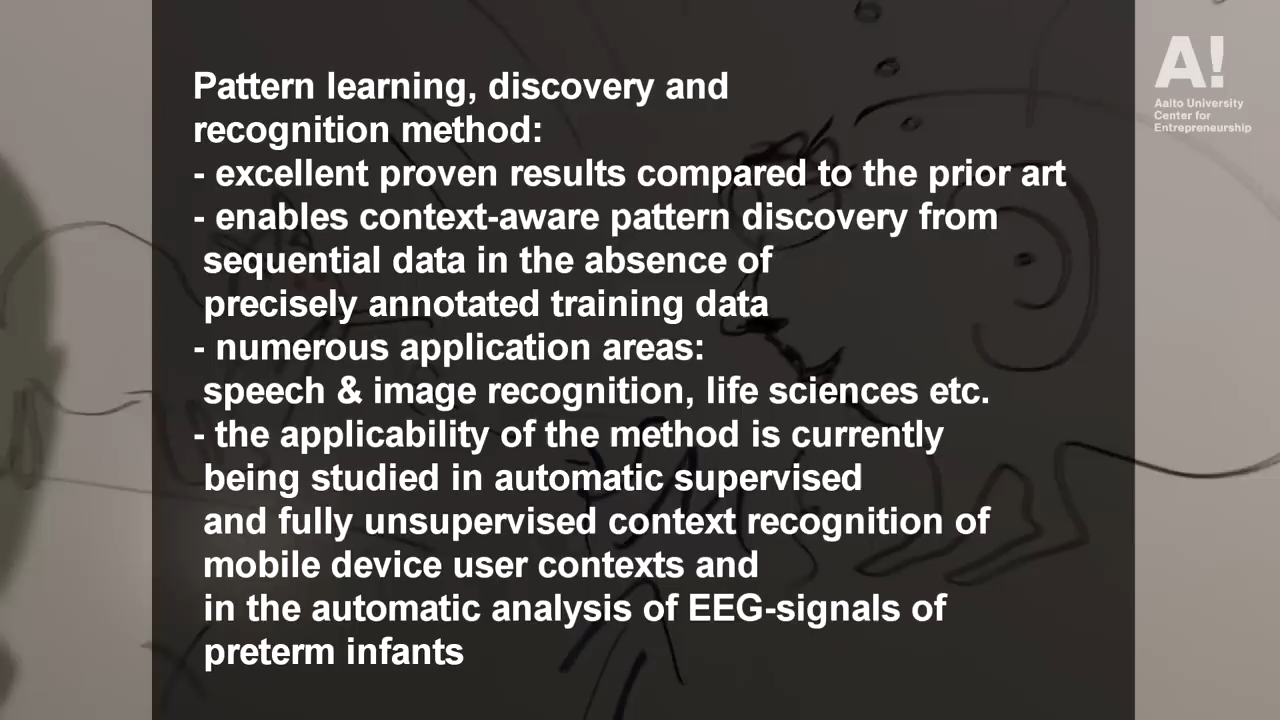 Pattern learning, discovery and
recognition method:
- excellent proven results compared to the prior art
- enables context-aware pattern discovery from
sequential data in the absence of
precisely annotated training data
- numerous application areas:
speech & image recognition, life sciences etc.
- the applicability of the method is currently
being studied in automatic supervised
and fully unsupervised context recognition of
mobile device user contexts and
in the automatic analysis of EEG-signals of
preterm infants
A!
Aalto University
Center for
Entrepreneurship